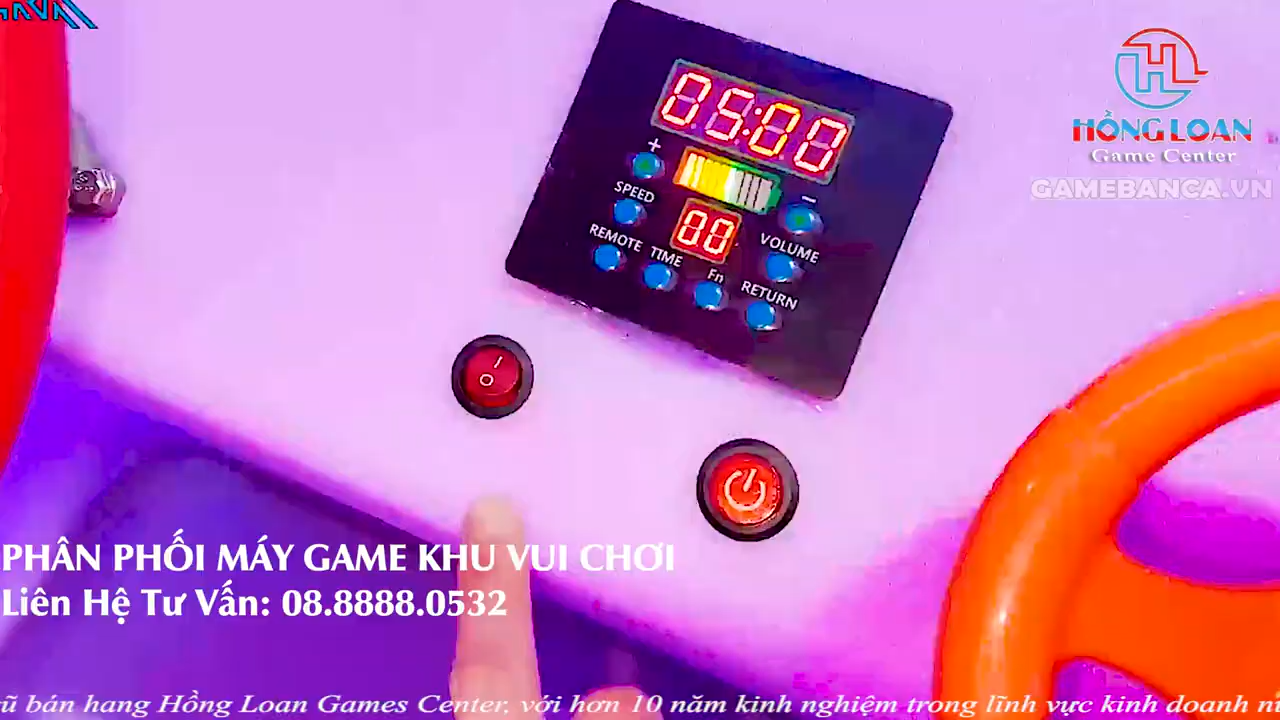 05:00
+
-
SPEED
00
VOLUME
REMOTE TIME Fn RETURN
HỒNG LOAN
Game Center
GAMEBANCA.VN
PHÂN PHỐI MÁY GAME KHU VUI CHƠI
Liên Hệ Tư Vấn: 08.8888.0532
bán hang Hồng Loan Games Center, với hơn 10 năm kinh nghiệm trong lĩnh vực kinh doanh